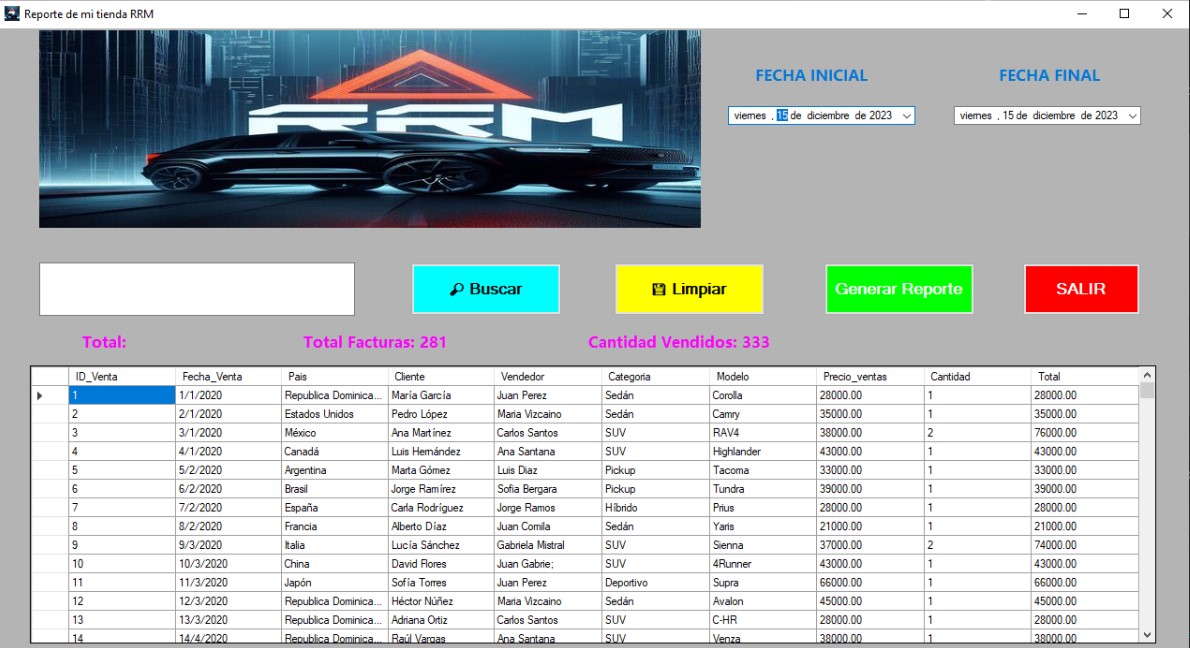 Reporte de mi tienda RRM
RRM
FECHA INICIAL FECHA FINAL
viernes , 15 de diciembre de 2023 viernes , 15 de diciembre de 2023
Buscar Limpiar Generar Reporte SALIR
Total: Total Facturas: 281 Cantidad Vendidos: 333
ID_Venta Fecha_Venta Pais Cliente Vendedor Categoria Modelo Precio_ventas Cantidad Total
1 1/1/2020 Republica Dominica... María García Juan Perez Sedán Corolla 28000.00 1 28000.00
2 2/1/2020 Estados Unidos Pedro López Maria Vizcaino Sedán Camry 35000.00 1 35000.00
3 3/1/2020 México Ana Martínez Carlos Santos SUV RAV4 38000.00 2 76000.00
4 4/1/2020 Canadá Luis Hernández Ana Santana SUV Highlander 43000.00 1 43000.00
5 5/2/2020 Argentina Marta Gómez Luis Diaz Pickup Tacoma 33000.00 1 33000.00
6 6/2/2020 Brasil Jorge Ramírez Sofia Bergara Pickup Tundra 39000.00 1 39000.00
7 7/2/2020 España Carla Rodríguez Jorge Ramos Híbrido Prius 28000.00 1 28000.00
8 8/2/2020 Francia Alberto Díaz Juan Comila Sedán Yaris 21000.00 1 21000.00
9 9/3/2020 Italia Lucía Sánchez Gabriela Mistral SUV Sienna 37000.00 2 74000.00
10 10/3/2020 China David Flores Juan Gabrie; SUV 4Runner 43000.00 1 43000.00
11 11/3/2020 Japón Sofía Torres Juan Perez Deportivo Supra 66000.00 1 66000.00
12 12/3/2020 Republica Dominica... Héctor Núñez Maria Vizcaino Sedán Avalon 45000.00 1 45000.00
13 13/3/2020 Republica Dominica... Adriana Ortiz Carlos Santos SUV C-HR 28000.00 1 28000.00
14 14/4/2020 Republica Dominica... Raúl Vargas Ana Santana SUV Venza 38000.00 1 38000.00